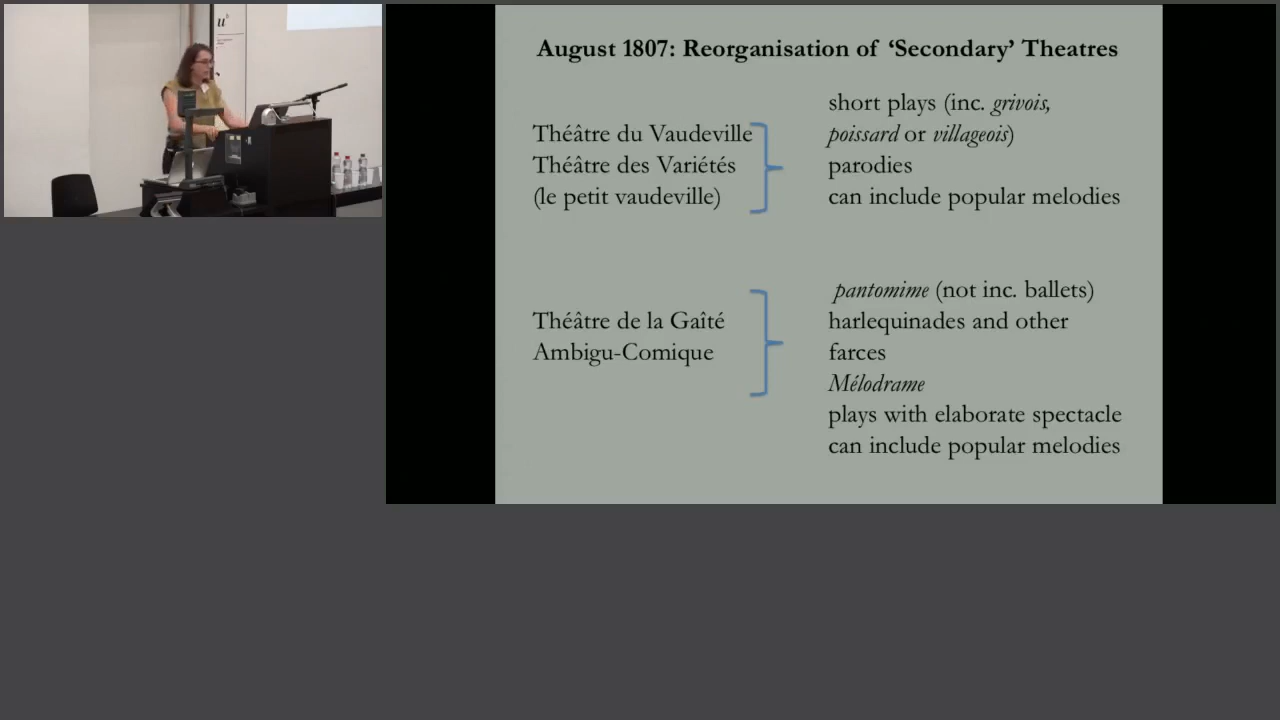 u
August 1807: Reorganisation of ‘Secondary’ Theatres
Théâtre du Vaudeville
Théâtre des Variétés
(le petit vaudeville)
short plays (inc. grivois,
poissard or villageois)
parodies
can include popular melodies
Théâtre de la Gaîté
Ambigu-Comique
pantomime (not inc. ballets)
harlequinades and other
farces
Mélodrame
plays with elaborate spectacle
can include popular melodies